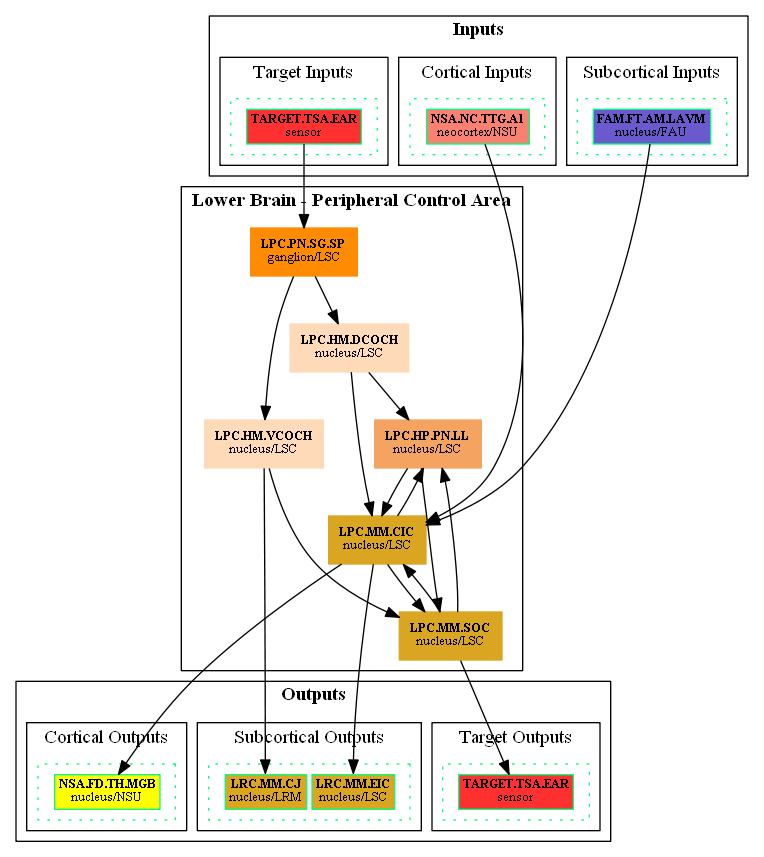 Inputs
Target Inputs
Cortical Inputs
Subcortical Inputs
TARGET.TSA.EAR
sensor
NSA.NC.TTG.A1
neocortex/NSU
FAM.FT.AM.LAVM
nucleus/FAU
Lower Brain - Peripheral Control Area
LPC.PN.SG.SP
ganglion/LSC
LPC.HM.DCOCH
nucleus/LSC
LPC.HM.VCOCH
nucleus/LSC
LPC.HP.PN.LL
nucleus/LSC
LPC.MM.CIC
nucleus/LSC
LPC.MM.SOC
nucleus/LSC
Outputs
Cortical Outputs
Subcortical Outputs
Target Outputs
NSA.FD.TH.MGB
nucleus/NSU
LRC.MM.CJ
nucleus/LRM
LRC.MM.EIC
nucleus/LSC
TARGET.TSA.EAR
sensor